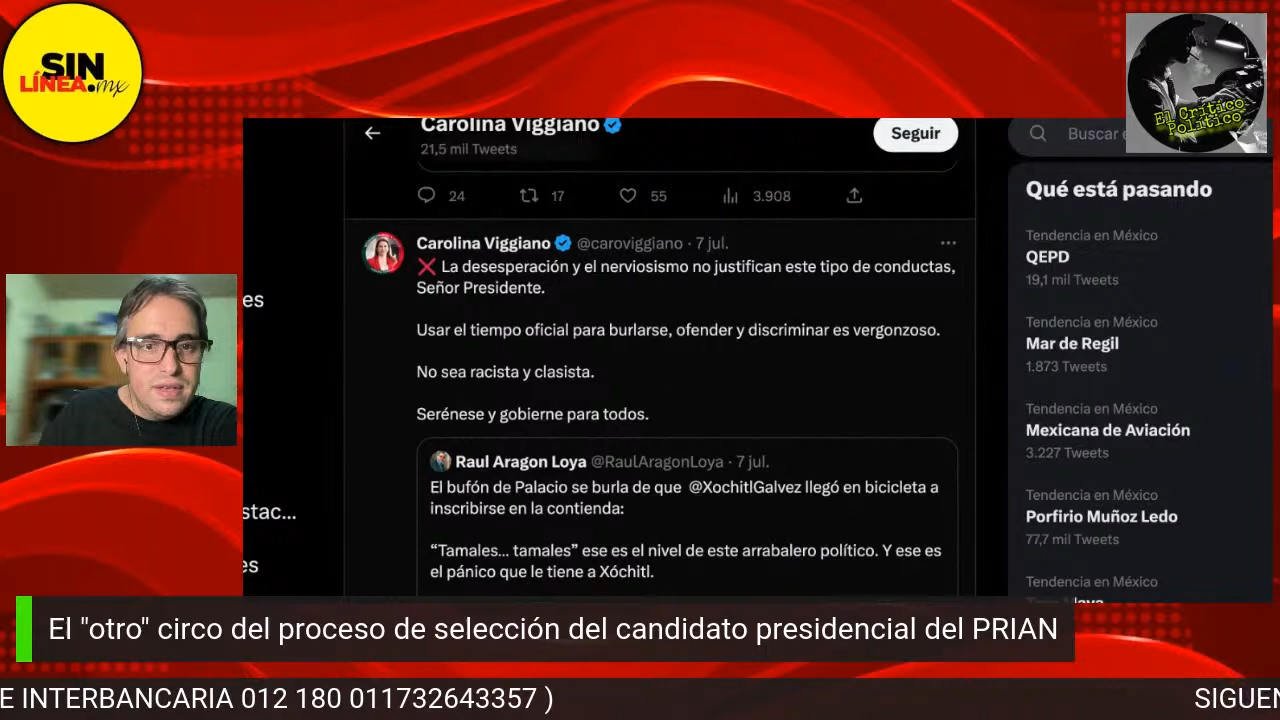 SIN
LÍNEA.mx
El Crítico
Político
Carolina Viggiano
21,5 mil Tweets
Seguir
Buscar e
24 17 55 3.908
Qué está pasando
Tendencia en México
QEPD
19,1 mil Tweets
Tendencia en México
Mar de Regil
1.873 Tweets
Tendencia en México
Mexicana de Aviación
3.227 Tweets
Tendencia en México
Porfirio Muñoz Ledo
77,7 mil Tweets
Tendencia en México
Carolina Viggiano @caroviggiano · 7 jul.
❌ La desesperación y el nerviosismo no justifican este tipo de conductas,
Señor Presidente.
Usar el tiempo oficial para burlarse, ofender y discriminar es vergonzoso.
No sea racista y clasista.
Serénese y gobierne para todos.
Raul Aragon Loya @RaulAragonLoya · 7 jul.
El bufón de Palacio se burla de que @XochitlGalvez llegó en bicicleta a
inscribirse en la contienda:
“Tamales... tamales” ese es el nivel de este arrabalero político. Y ese es
el pánico que le tiene a Xóchitl.
es
stac...
es
El "otro" circo del proceso de selección del candidato presidencial del PRIAN
E INTERBANCARIA 012 180 011732643357 )
SIGUEN